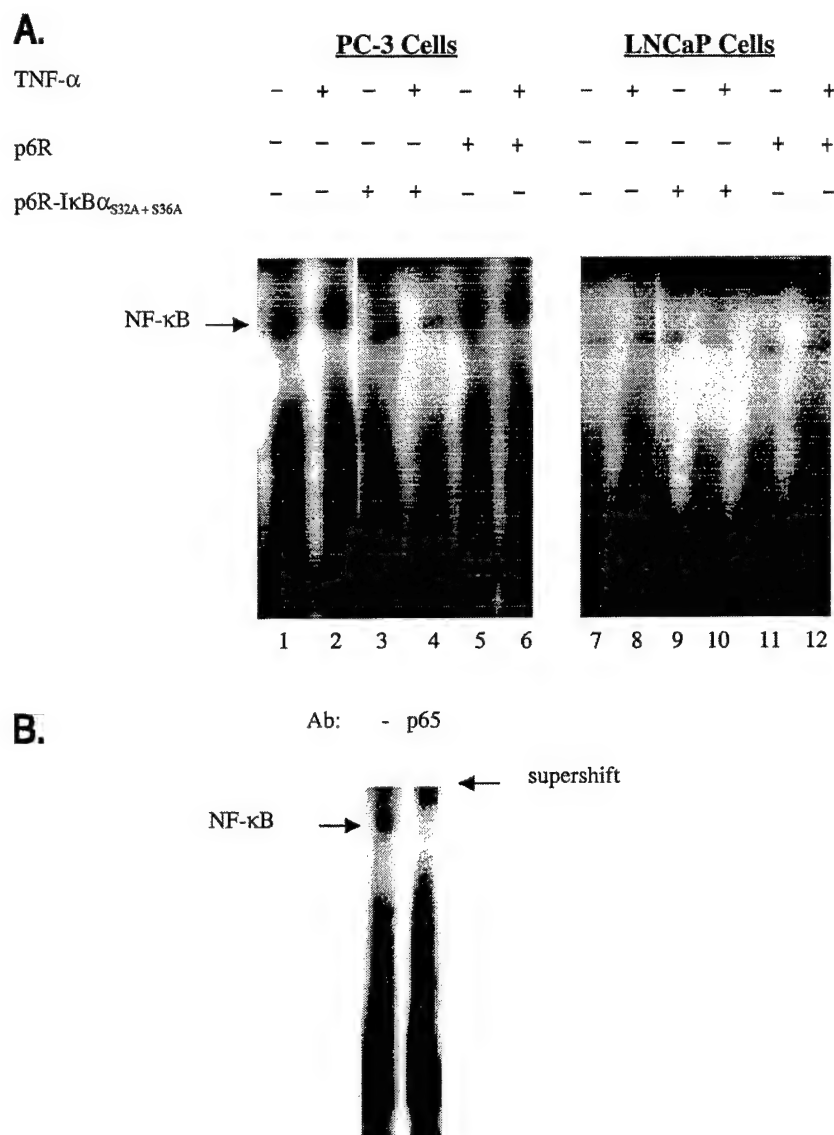 A.
PC-3 Cells LNCaP Cells
TNF-α - + - + - + - + - + - +
p6R - - - - + + - - - - + +
p6R-IκBα S32A + S36A - - + + - - - - + + - -
NF-κB
1 2 3 4 5 6 7 8 9 10 11 12
B.
Ab: - p65
supershift
NF-κB